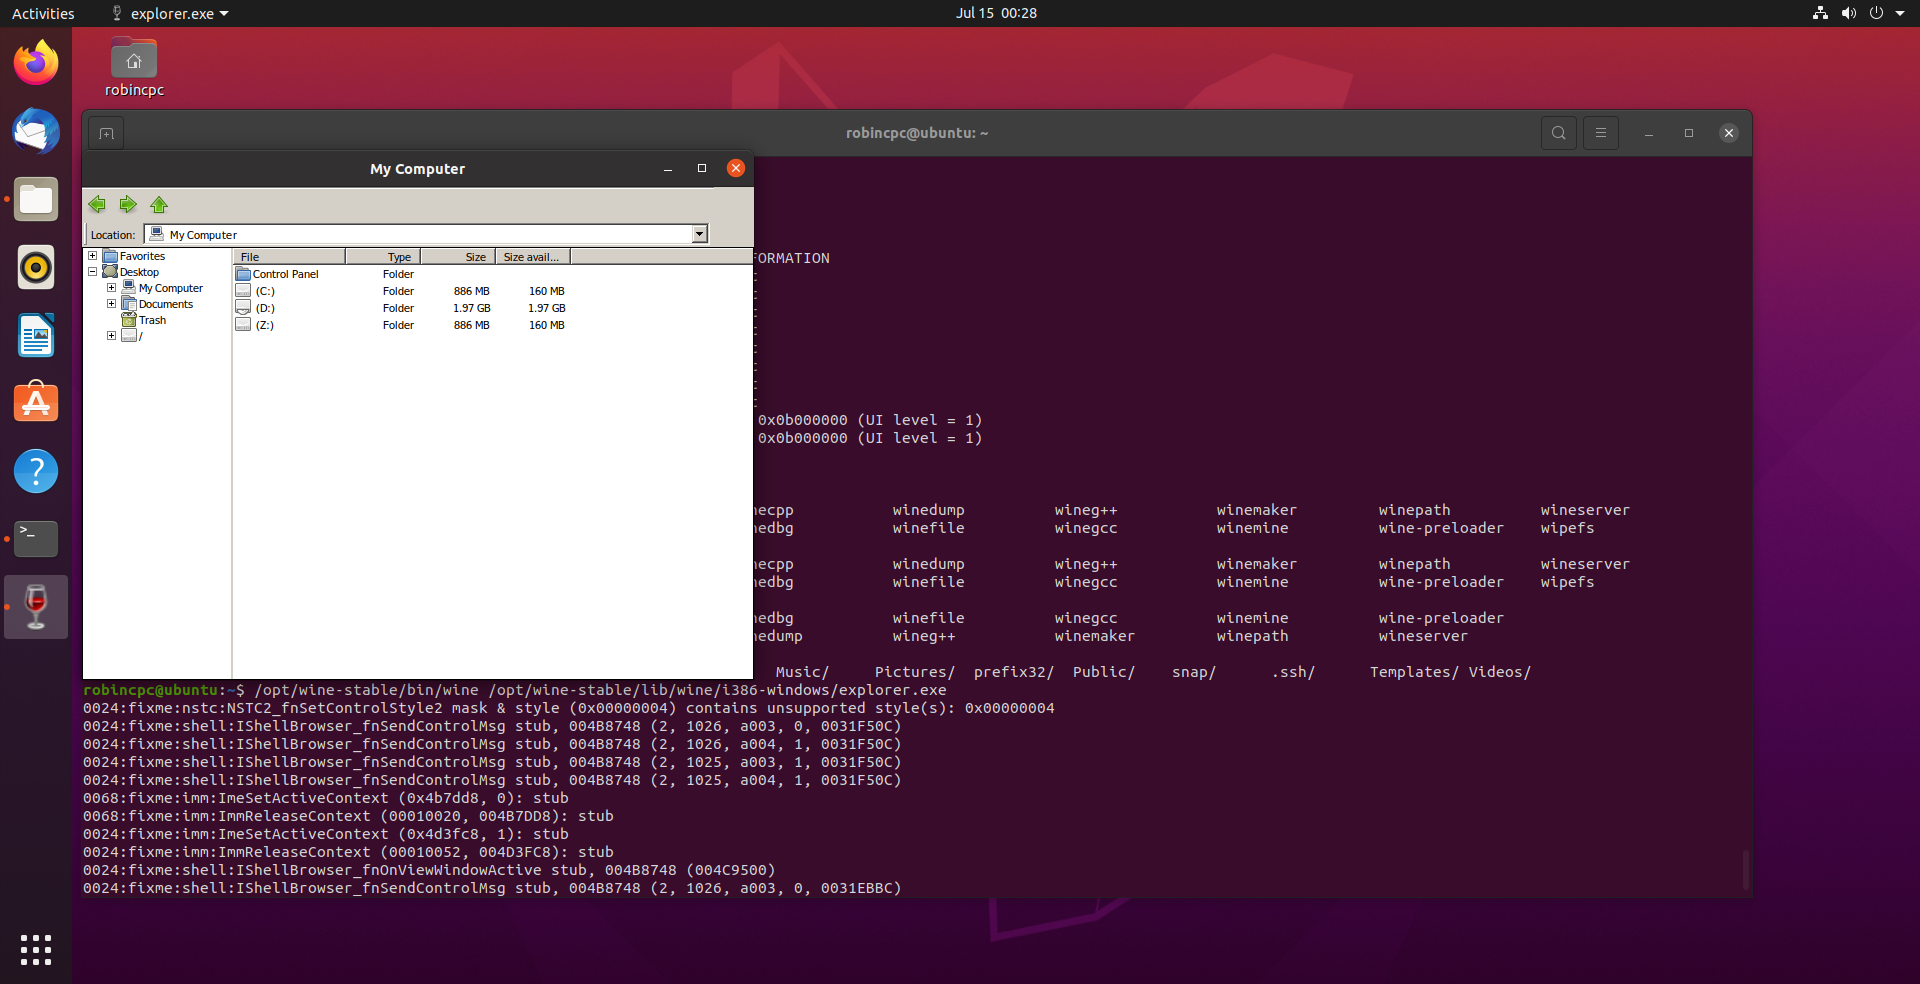 Activities
explorer.exe
Jul 15 00:28
robincpc
robincpc@ubuntu: ~
My Computer
Location: My Computer
Favorites
Desktop
My Computer
Documents
Trash
/
File Type Size Size avail...
Control Panel Folder
(C:) Folder 886 MB 160 MB
(D:) Folder 1.97 GB 1.97 GB
(Z:) Folder 886 MB 160 MB
FORMATION
0x0b000000 (UI level = 1)
0x0b000000 (UI level = 1)
necpp winedump wineg++ winemaker winepath wineserver
nedbg winefile winegcc winemine wine-preloader wipefs
necpp winedump wineg++ winemaker winepath wineserver
nedbg winefile winegcc winemine wine-preloader wipefs
nedbg winefile winegcc winemine wine-preloader
nedump wineg++ winemaker winepath wineserver
Music/ Pictures/ prefix32/ Public/ snap/ .ssh/ Templates/ Videos/
robincpc@ubuntu:~$ /opt/wine-stable/bin/wine /opt/wine-stable/lib/wine/i386-windows/explorer.exe
0024:fixme:nstc:NSTC2_fnSetControlStyle2 mask & style (0x00000004) contains unsupported style(s): 0x00000004
0024:fixme:shell:IShellBrowser_fnSendControlMsg stub, 004B8748 (2, 1026, a003, 0, 0031F50C)
0024:fixme:shell:IShellBrowser_fnSendControlMsg stub, 004B8748 (2, 1026, a004, 1, 0031F50C)
0024:fixme:shell:IShellBrowser_fnSendControlMsg stub, 004B8748 (2, 1025, a003, 1, 0031F50C)
0024:fixme:shell:IShellBrowser_fnSendControlMsg stub, 004B8748 (2, 1025, a004, 1, 0031F50C)
0068:fixme:imm:ImeSetActiveContext (0x4b7dd8, 0): stub
0068:fixme:imm:ImmReleaseContext (00010020, 004B7DD8): stub
0024:fixme:imm:ImeSetActiveContext (0x4d3fc8, 1): stub
0024:fixme:imm:ImmReleaseContext (00010052, 004D3FC8): stub
0024:fixme:shell:IShellBrowser_fnOnViewWindowActive stub, 004B8748 (004C9500)
0024:fixme:shell:IShellBrowser_fnSendControlMsg stub, 004B8748 (2, 1026, a003, 0, 0031EBBC)